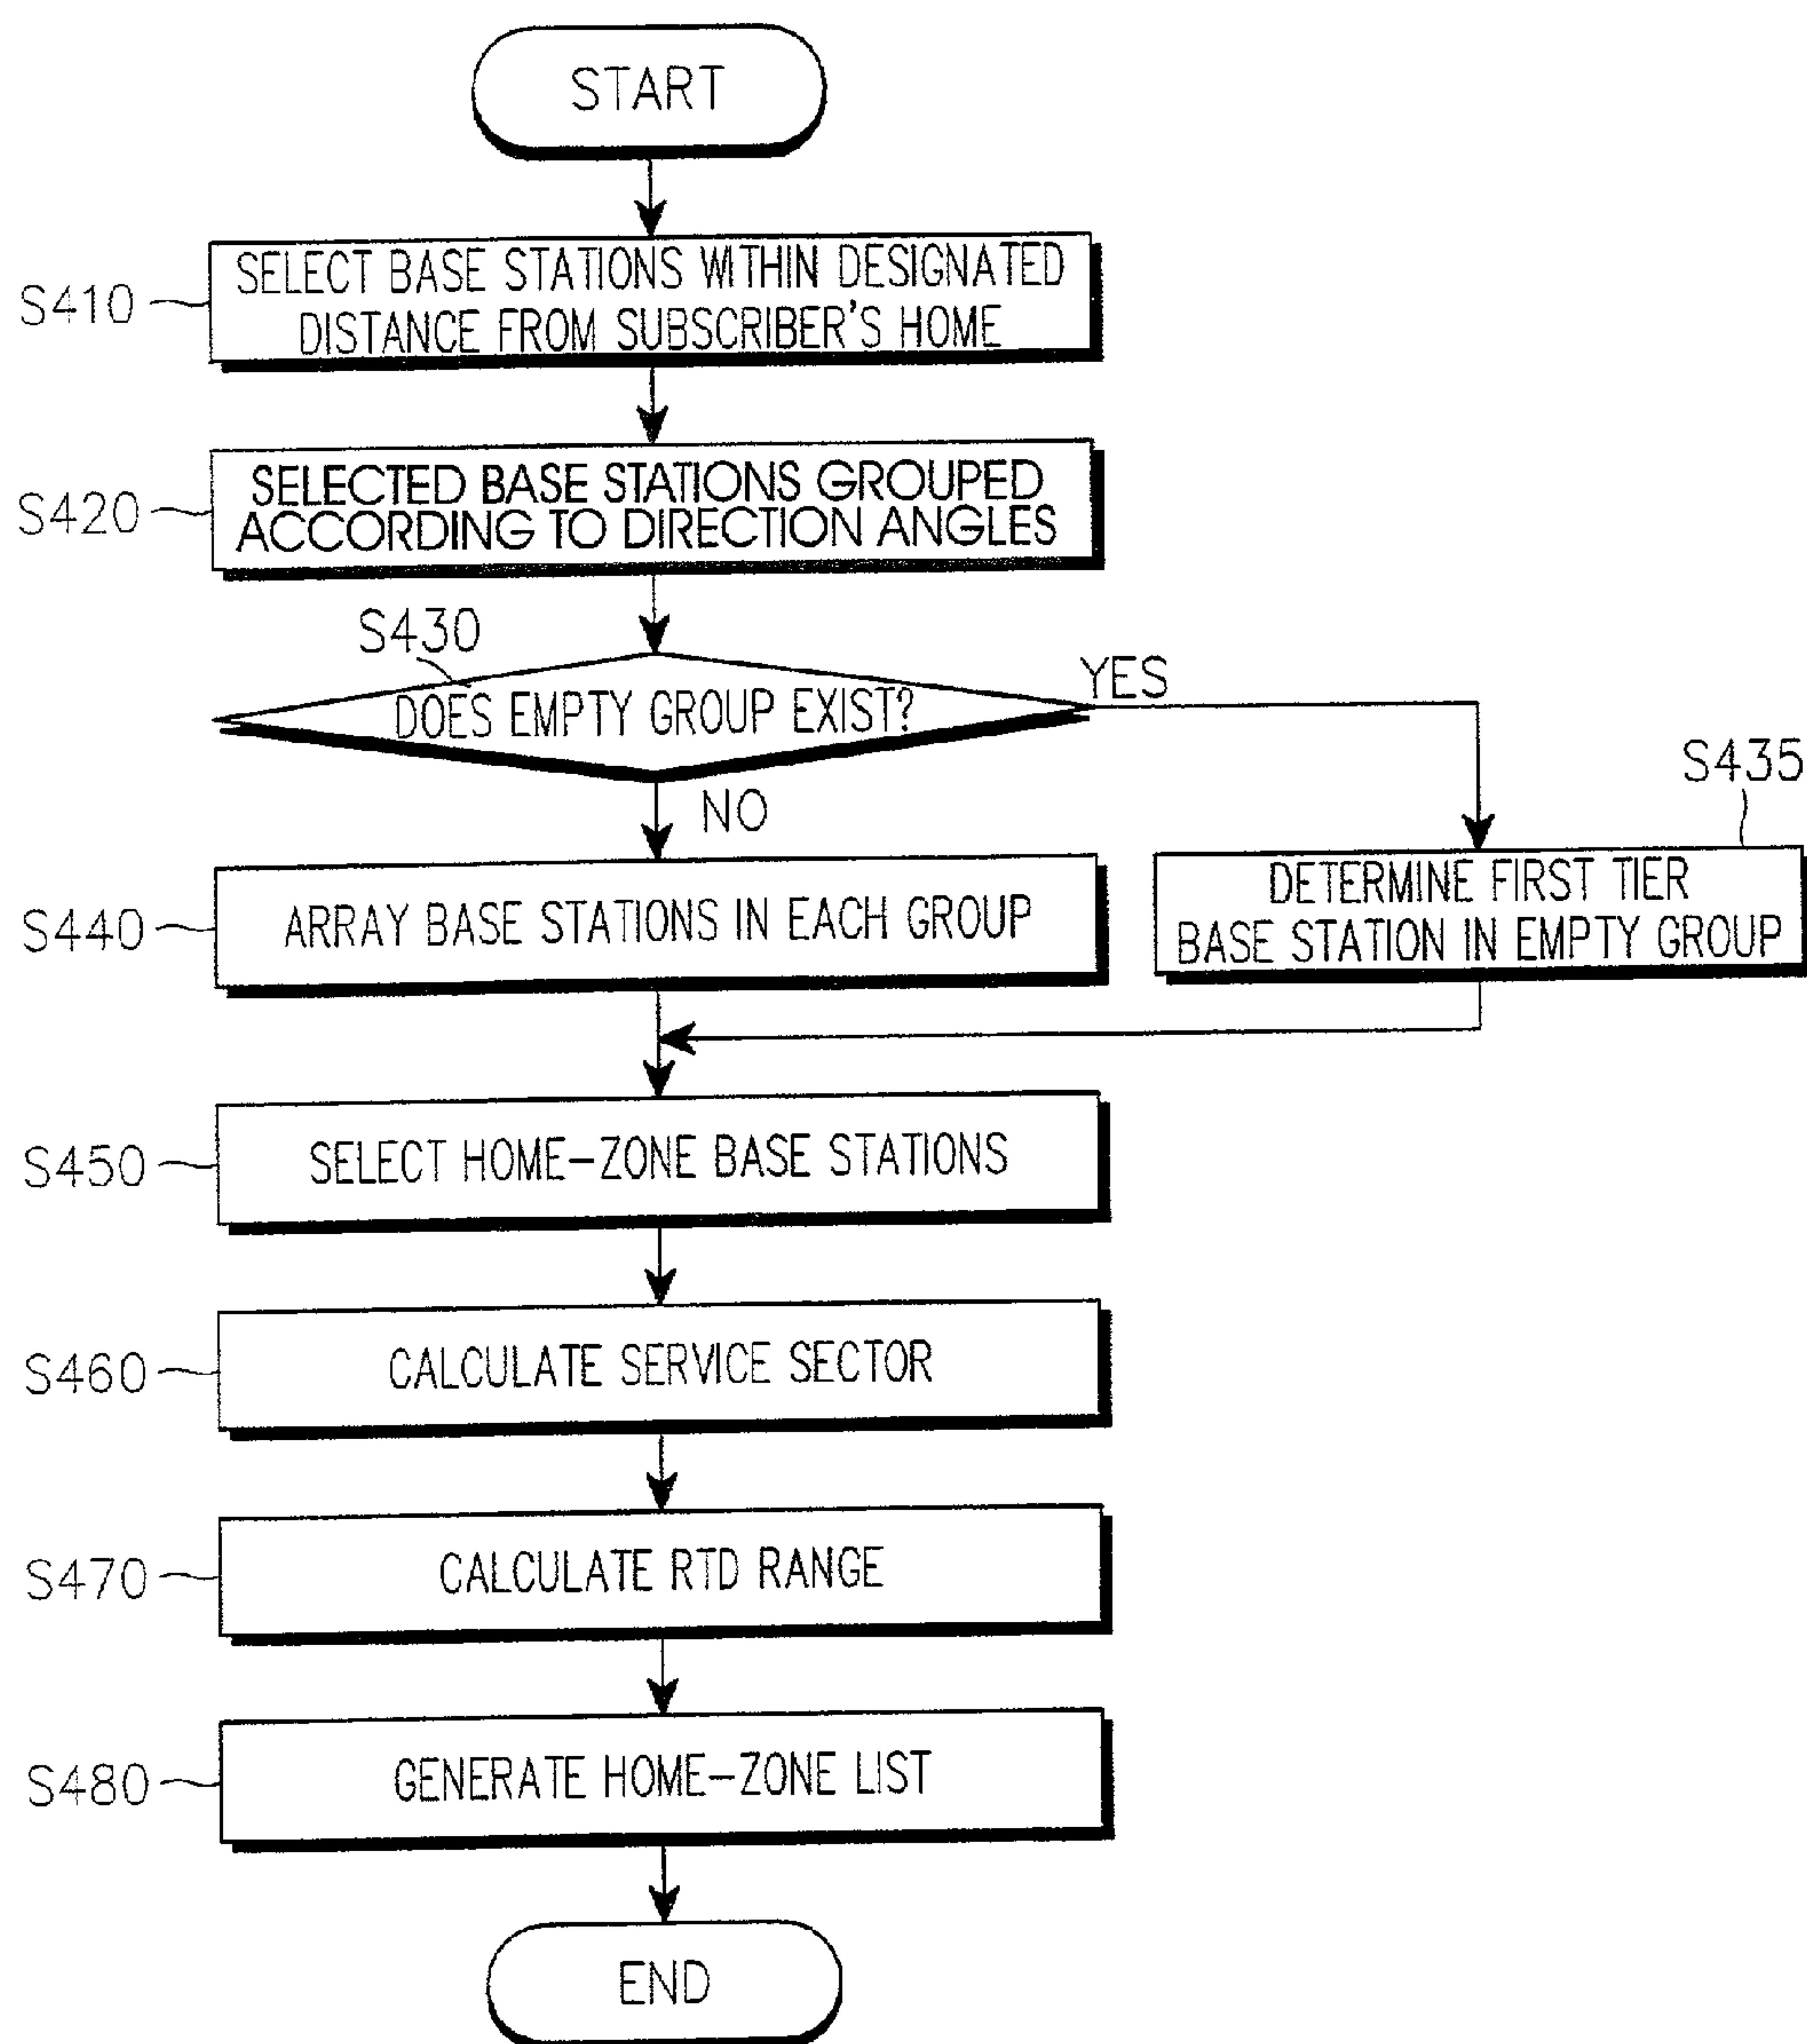 START
S410
SELECT BASE STATIONS WITHIN DESIGNATED
DISTANCE FROM SUBSCRIBER'S HOME
S420
SELECTED BASE STATIONS GROUPED
ACCORDING TO DIRECTION ANGLES
S430
DOES EMPTY GROUP EXIST?
YES
NO
S435
DETERMINE FIRST TIER
BASE STATION IN EMPTY GROUP
S440
ARRAY BASE STATIONS IN EACH GROUP
S450
SELECT HOME-ZONE BASE STATIONS
S460
CALCULATE SERVICE SECTOR
S470
CALCULATE RTD RANGE
S480
GENERATE HOME-ZONE LIST
END